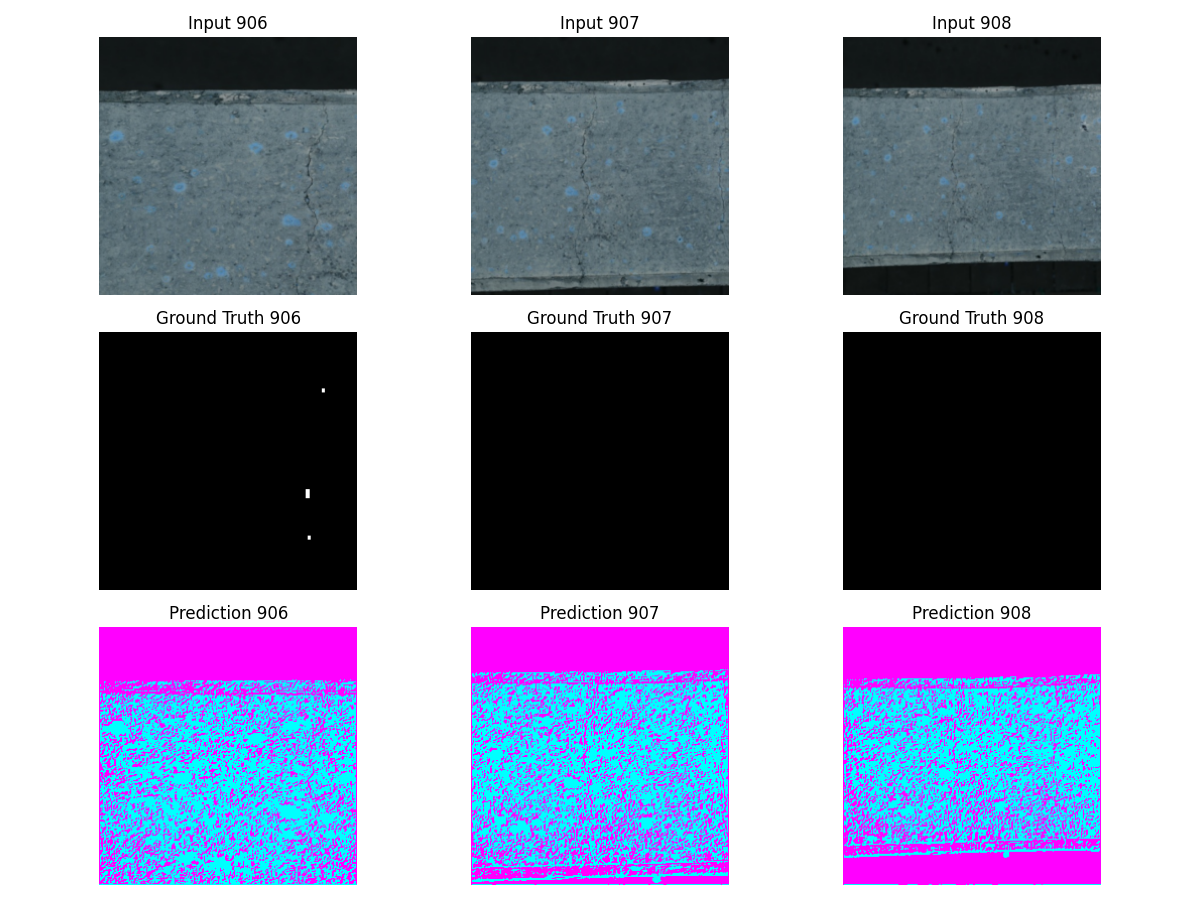 Input 906
Input 907
Input 908
Ground Truth 906
Ground Truth 907
Ground Truth 908
Prediction 906
Prediction 907
Prediction 908